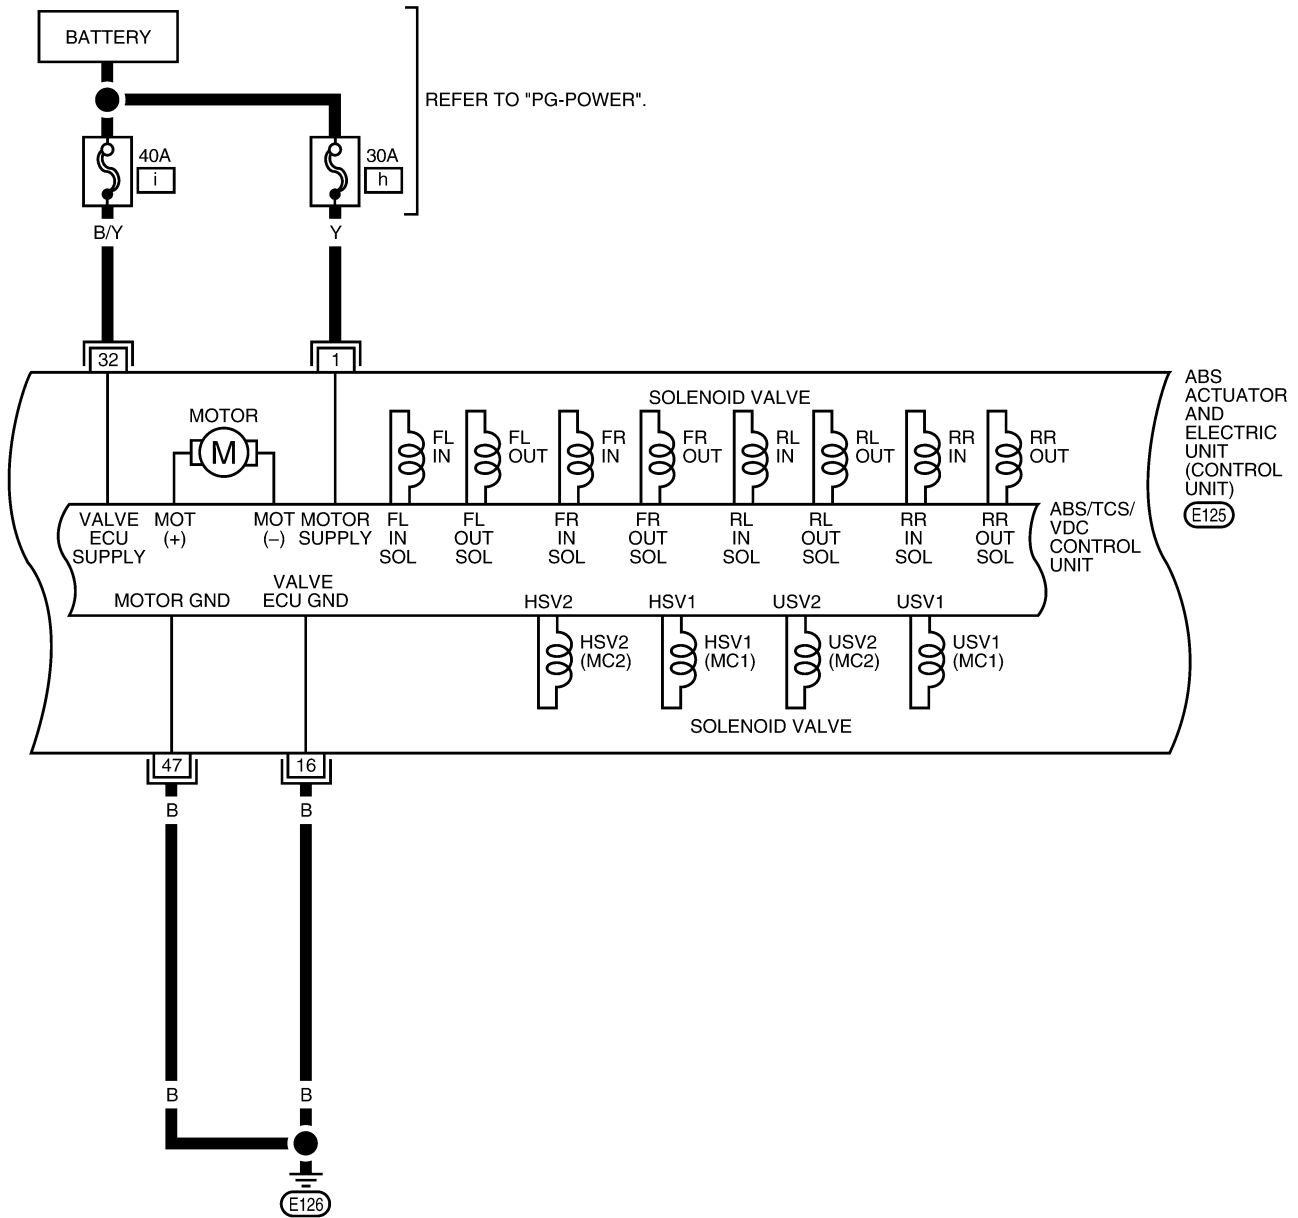 BATTERY
REFER TO "PG-POWER".
40A
i
30A
h
B/Y
Y
32
1
ABS
ACTUATOR
AND
ELECTRIC
UNIT
(CONTROL
UNIT)
E125
SOLENOID VALVE
MOTOR
M
FL
IN
FL
OUT
FR
IN
FR
OUT
RL
IN
RL
OUT
RR
IN
RR
OUT
VALVE
ECU
SUPPLY
MOT
(+)
MOT
(–)
MOTOR
SUPPLY
FL
IN
SOL
FL
OUT
SOL
FR
IN
SOL
FR
OUT
SOL
RL
IN
SOL
RL
OUT
SOL
RR
IN
SOL
RR
OUT
SOL
ABS/TCS/
VDC
CONTROL
UNIT
MOTOR GND
VALVE
ECU GND
HSV2
HSV1
USV2
USV1
HSV2
(MC2)
HSV1
(MC1)
USV2
(MC2)
USV1
(MC1)
SOLENOID VALVE
47
16
B
B
B
B
E126